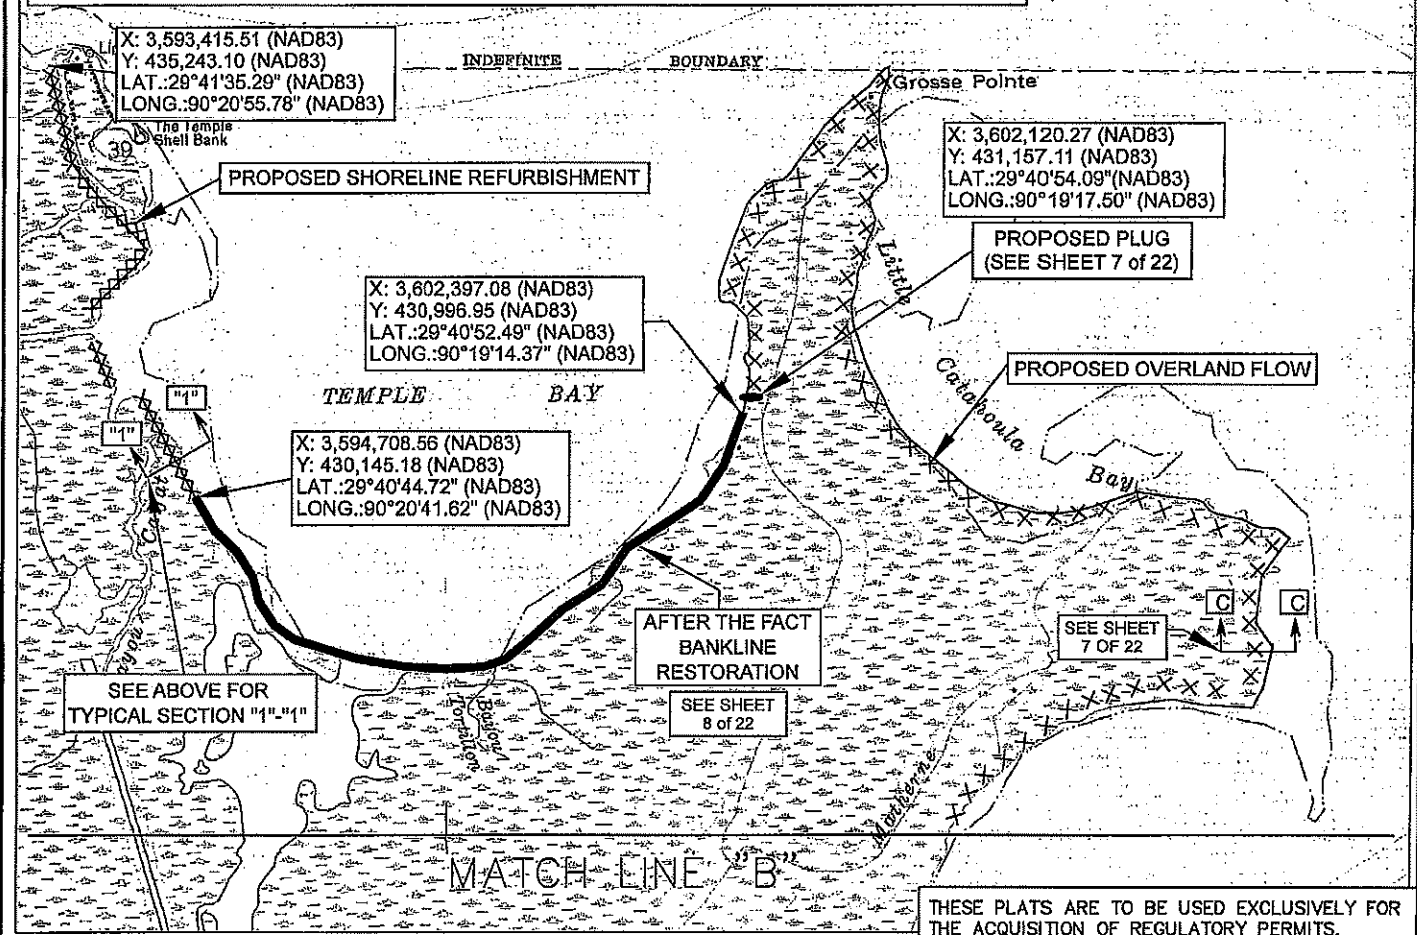 X: 3,593,415.51 (NAD83)
Y: 435,243.10 (NAD83)
LAT.:29°41'35.29" (NAD83)
LONG.:90°20'55.78" (NAD83)
INDEFINITE BOUNDARY
Grosse Pointe
The Temple
Shell Bank
39
PROPOSED SHORELINE REFURBISHMENT
X: 3,602,120.27 (NAD83)
Y: 431,157.11 (NAD83)
LAT.:29°40'54.09"(NAD83)
LONG.:90°19'17.50" (NAD83)
PROPOSED PLUG
(SEE SHEET 7 of 22)
X: 3,602,397.08 (NAD83)
Y: 430,996.95 (NAD83)
LAT.:29°40'52.49" (NAD83)
LONG.:90°19'14.37" (NAD83)
Little
Catahoula
Bay
PROPOSED OVERLAND FLOW
TEMPLE BAY
"1"
"1"
X: 3,594,708.56 (NAD83)
Y: 430,145.18 (NAD83)
LAT.:29°40'44.72" (NAD83)
LONG.:90°20'41.62" (NAD83)
AFTER THE FACT
BANKLINE
RESTORATION
SEE SHEET
8 of 22
C
C
SEE SHEET
7 OF 22
SEE ABOVE FOR
TYPICAL SECTION "1"-"1"
Bayou
Matherne
MATCH LINE "B"
THESE PLATS ARE TO BE USED EXCLUSIVELY FOR
THE ACQUISITION OF REGULATORY PERMITS.